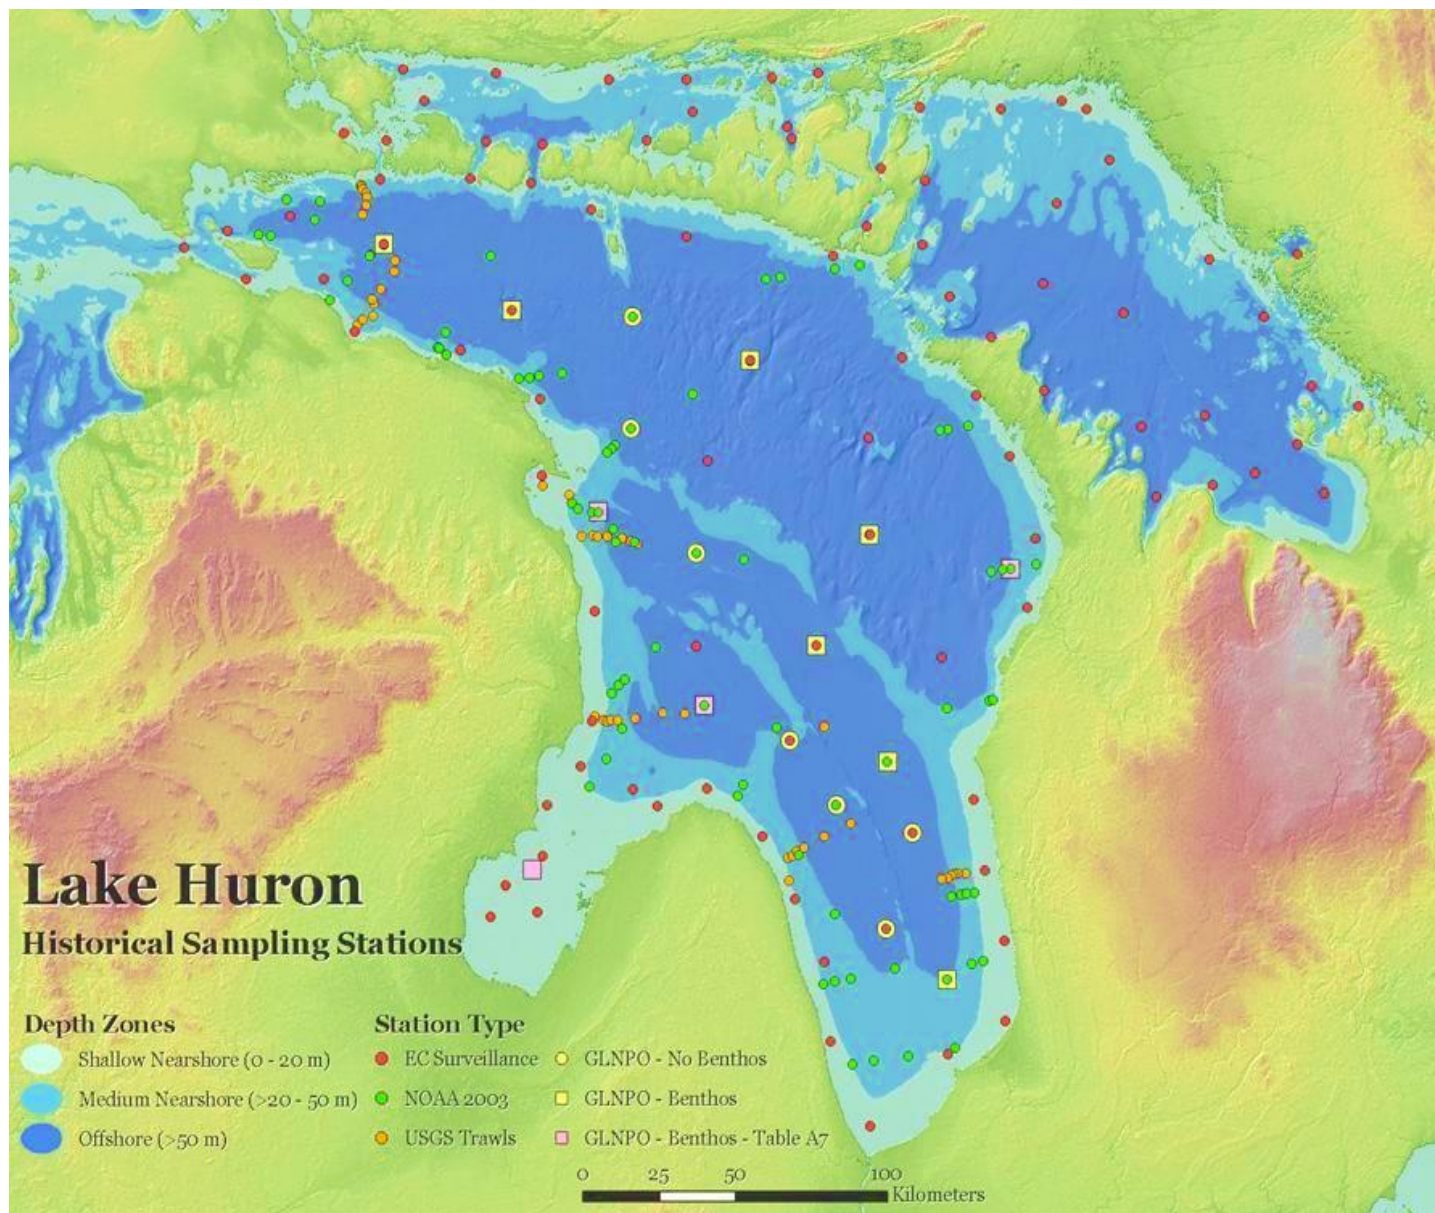 Lake Huron
Historical Sampling Stations
Depth Zones
Shallow Nearshore (0 - 20 m)
Medium Nearshore (>20 - 50 m)
Offshore (>50 m)
Station Type
EC Surveillance
NOAA 2003
USGS Trawls
GLNPO - No Benthos
GLNPO - Benthos
GLNPO - Benthos - Table A7
0 25 50 100
Kilometers